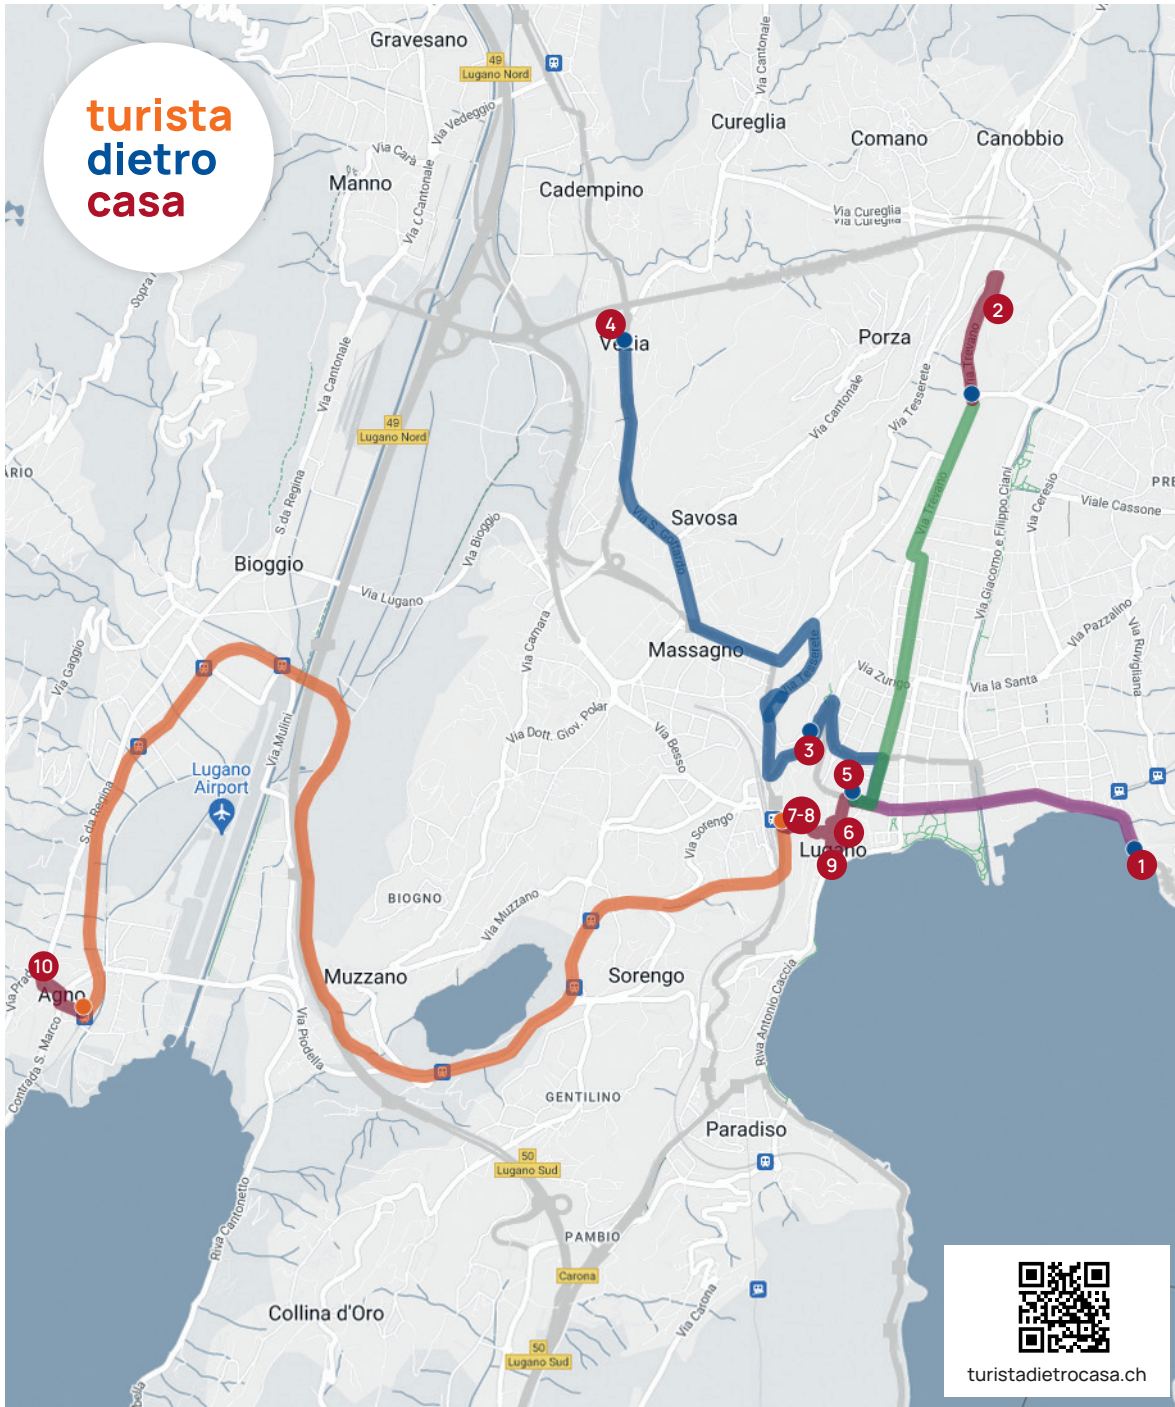 turista
dietro
casa
Gravesano
49
Lugano Nord
Via Cantonale
Via Vedeggio
Cureglia
Comano
Canobbio
Via Carà
Manno
Cadempino
Via Cantonale
Via Cureglia
Via Cureglia
2
4
Vezia
Porza
Via Trevano
Via Cantonale
Via Tesserete
Via Cantonale
49
Lugano Nord
S.da Regina
Via Giacomo e Filippo Ciani
Via Ceresio
Viale Cassone
Via Trevano
Via Bioggio
Savosa
Via S. Gottardo
Bioggio
Via Lugano
Via Gaggio
Via Camara
Massagno
Via Tesserete
Via Zurigo
Via la Santa
Via Pazzalino
Via Ruvigliana
Via Mulini
Via Dott. Giov. Polar
Via Besso
3
5
Lugano
Airport
S.da Regina
Via Sorengo
7-8
6
Lugano
9
1
BIOGNO
Via Muzzano
10
Agno
Muzzano
Sorengo
Contrada S. Marco
Via Piodella
Riva Antonio Caccia
GENTILINO
Paradiso
50
Lugano Sud
Riva Cantonetto
PAMBIO
Carona
Via Carona
Collina d'Oro
50
Lugano Sud
turistadietrocasa.ch